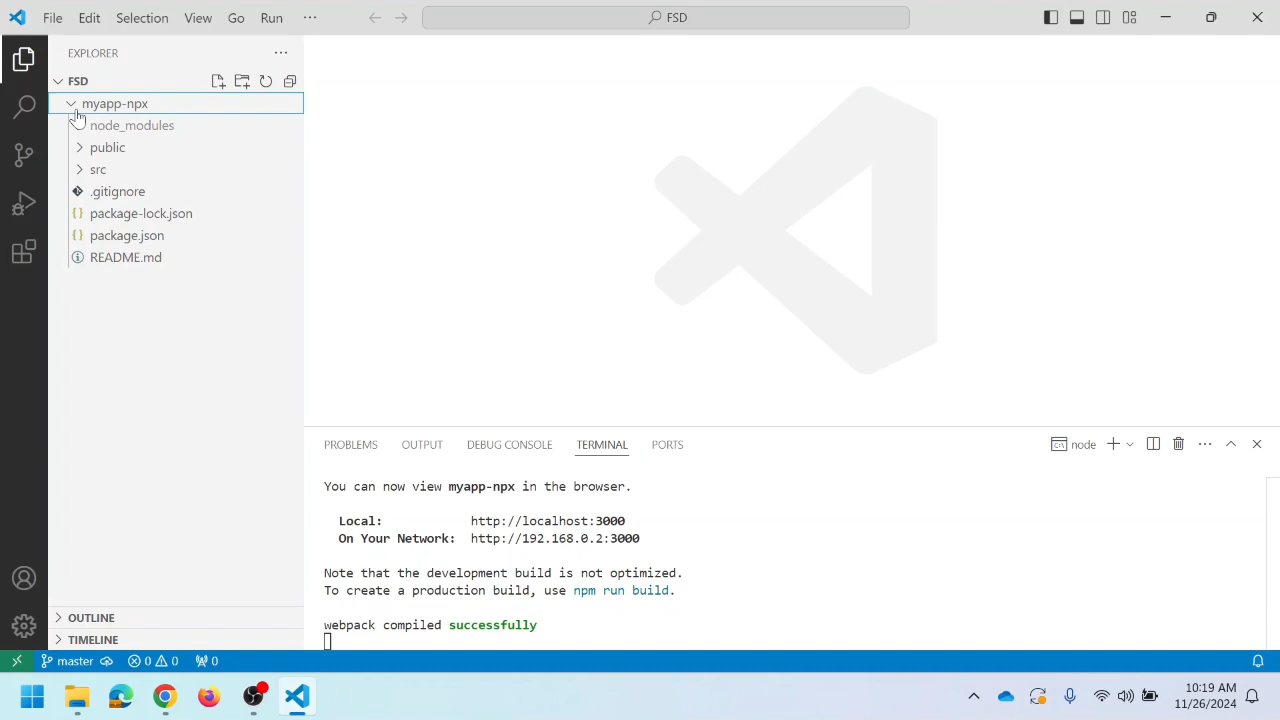 File Edit Selection View Go Run ···
FSD
EXPLORER
FSD
myapp-npx
node_modules
public
src
.gitignore
package-lock.json
package.json
README.md
OUTLINE
TIMELINE
PROBLEMS OUTPUT DEBUG CONSOLE TERMINAL PORTS
node
You can now view myapp-npx in the browser.
Local: http://localhost:3000
On Your Network: http://192.168.0.2:3000
Note that the development build is not optimized.
To create a production build, use npm run build.
webpack compiled successfully
master 0 0 0
10:19 AM
11/26/2024